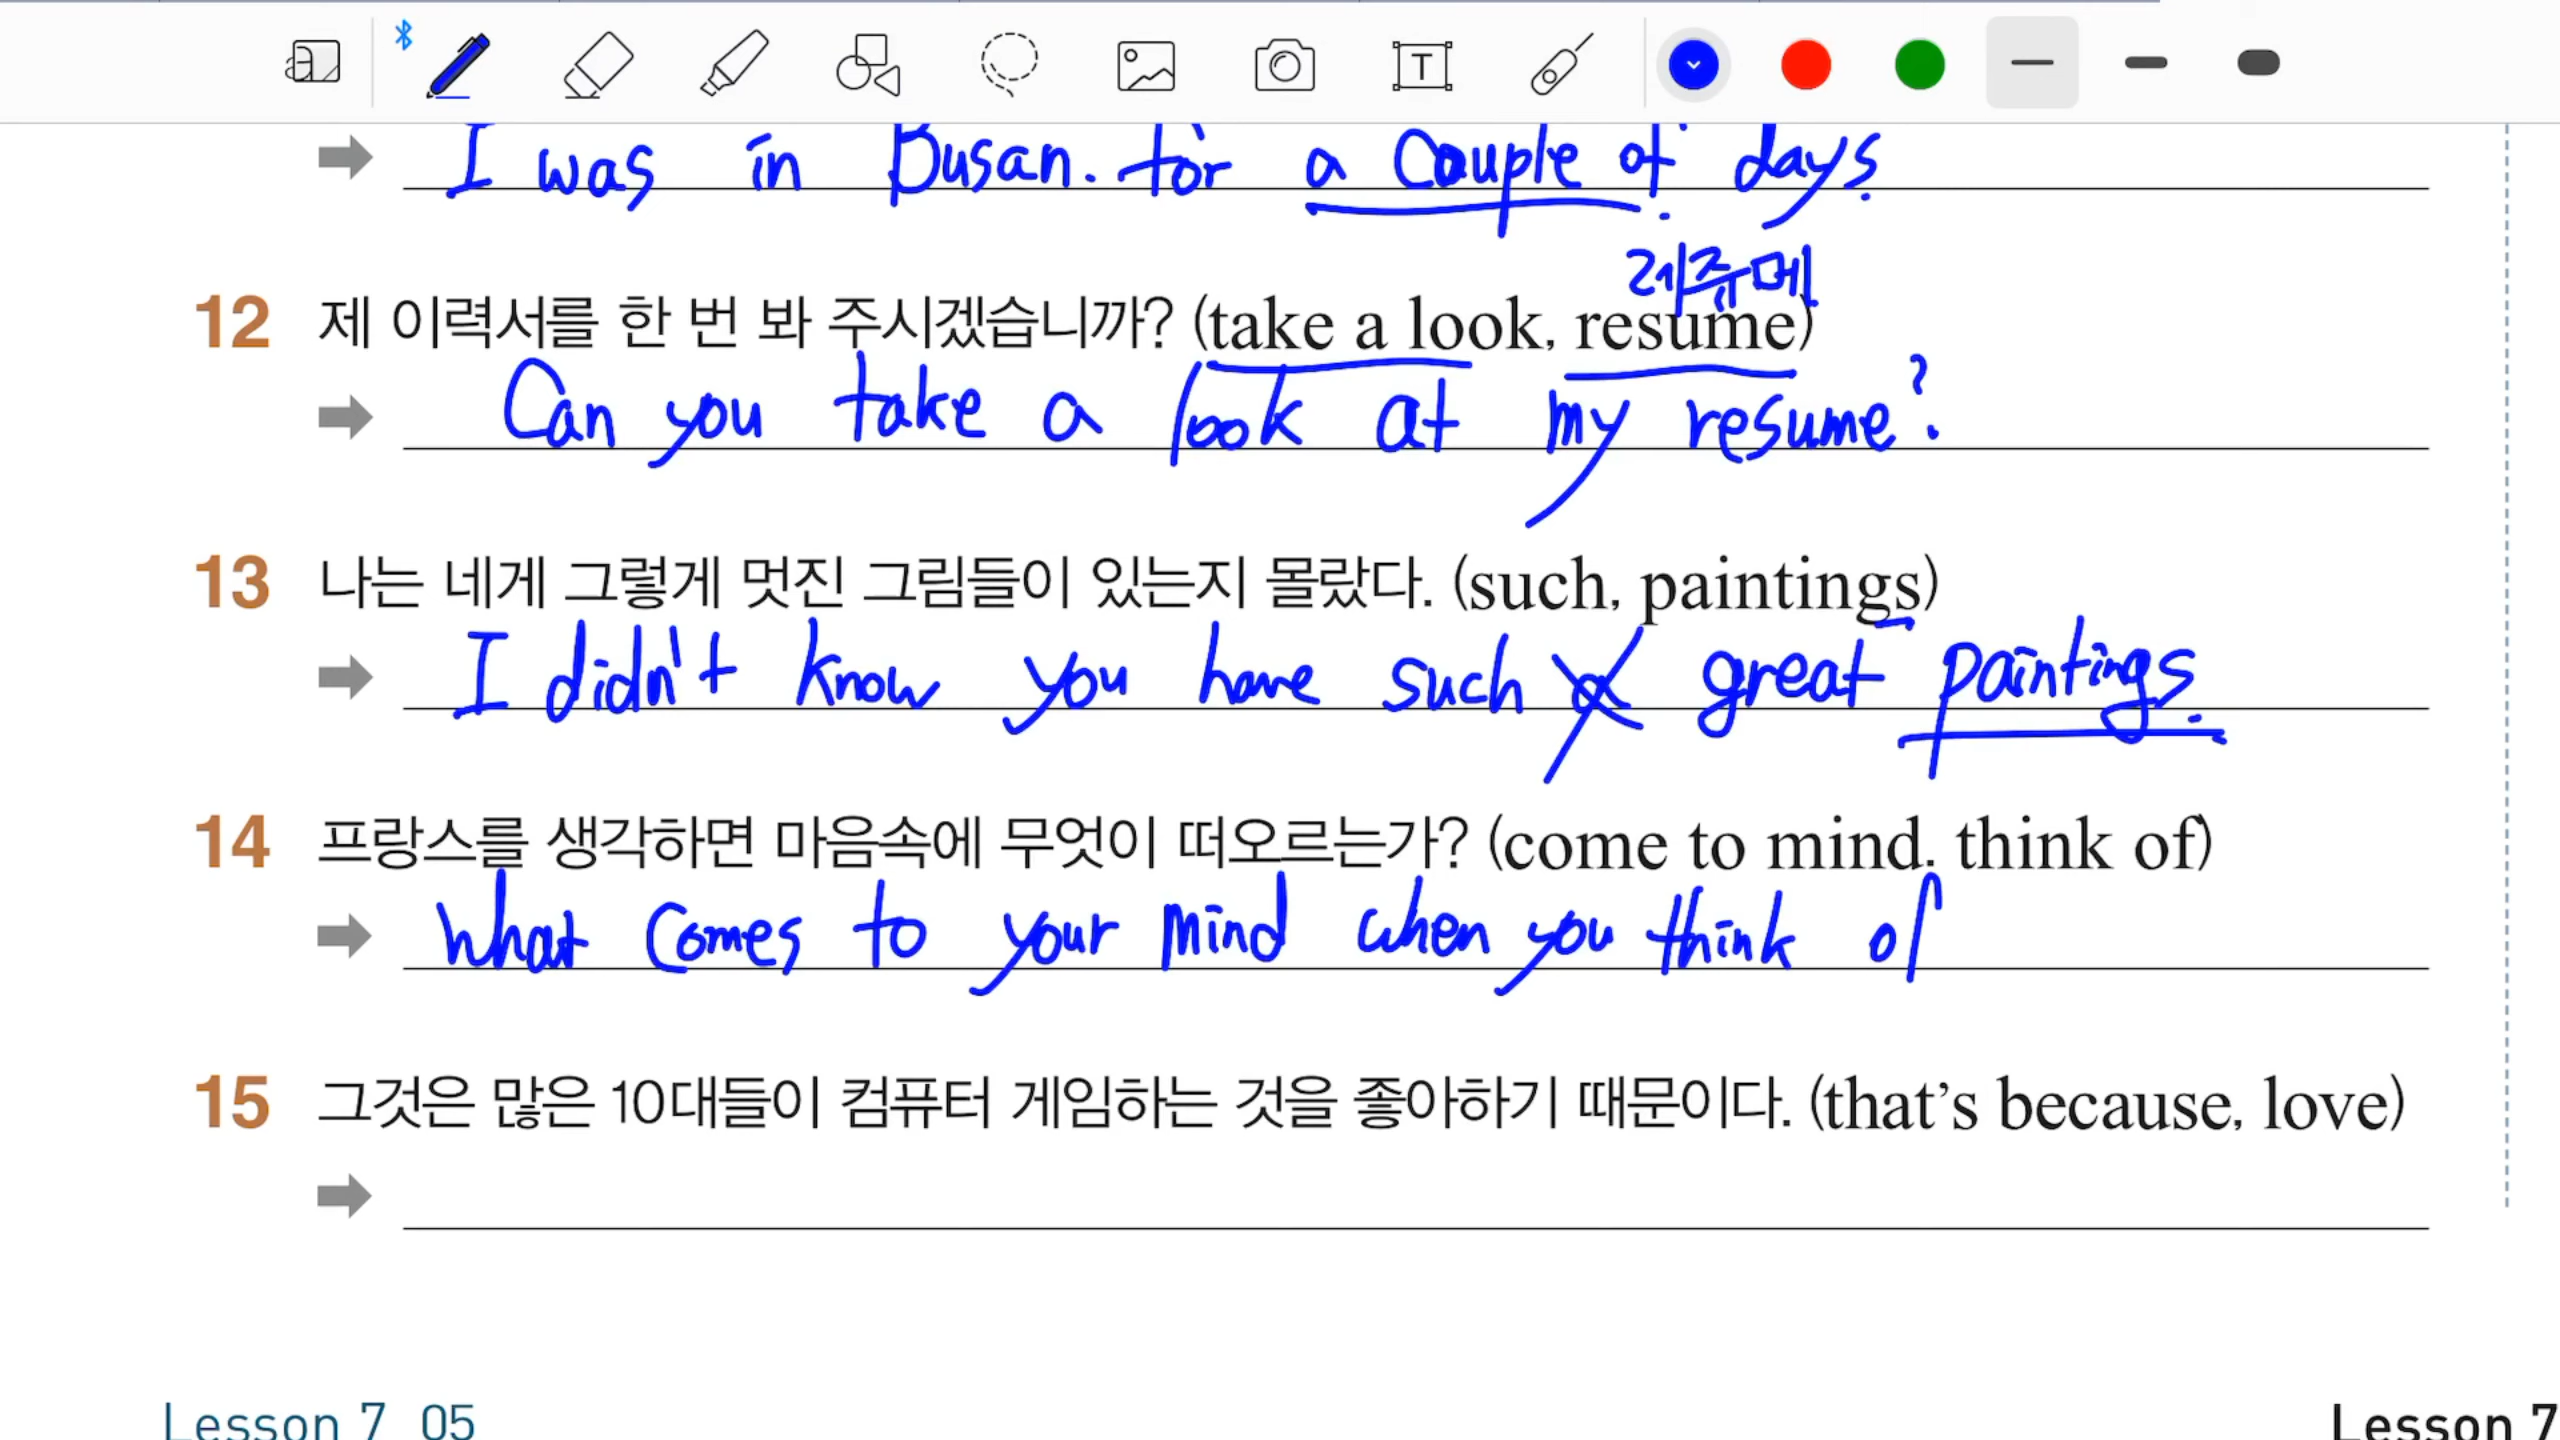 I was in Busan. for a couple of days.
레쥬메
12 제 이력서를 한 번 봐 주시겠습니까? (take a look, resume)
Can you take a look at my resume?
13 나는 네게 그렇게 멋진 그림들이 있는지 몰랐다. (such, paintings)
I didn't know you have such a great paintings.
14 프랑스를 생각하면 마음속에 무엇이 떠오르는가? (come to mind. think of)
What comes to your mind when you think of
15 그것은 많은 10대들이 컴퓨터 게임하는 것을 좋아하기 때문이다. (that's because, love)
Lesson 7 05
Lesson 7